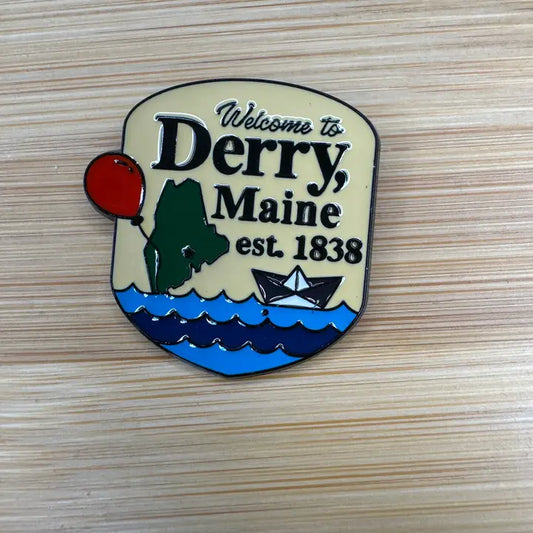 Welcome to
Derry,
Maine
est. 1838